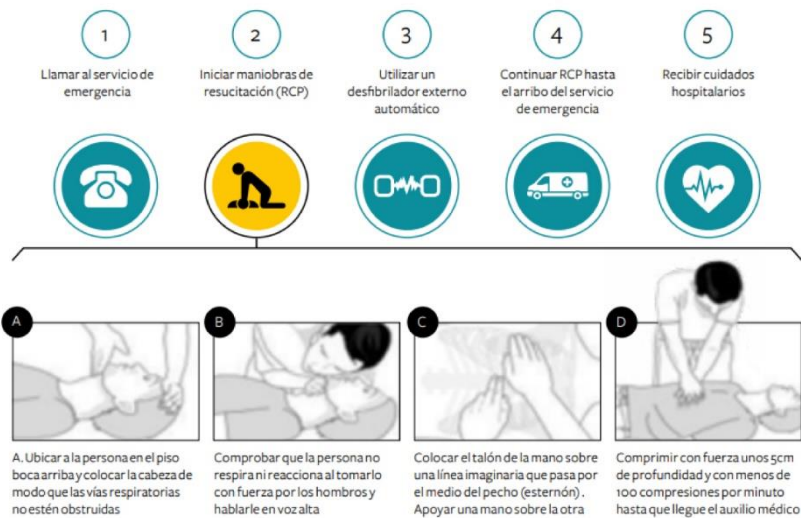 1
Llamar al servicio de
emergencia
2
Iniciar maniobras de
resucitación (RCP)
3
Utilizar un
desfibrilador externo
automático
4
Continuar RCP hasta
el arribo del servicio
de emergencia
5
Recibir cuidados
hospitalarios
A
A. Ubicar a la persona en el piso
boca arriba y colocar la cabeza de
modo que las vías respiratorias
no estén obstruidas
B
Comprobar que la persona no
respira ni reacciona al tomarlo
con fuerza por los hombros y
hablarle en voz alta
C
Colocar el talón de la mano sobre
una línea imaginaria que pasa por
el medio del pecho (esternón).
Apoyar una mano sobre la otra
D
Comprimir con fuerza unos 5cm
de profundidad y con menos de
100 compresiones por minuto
hasta que llegue el auxilio médico